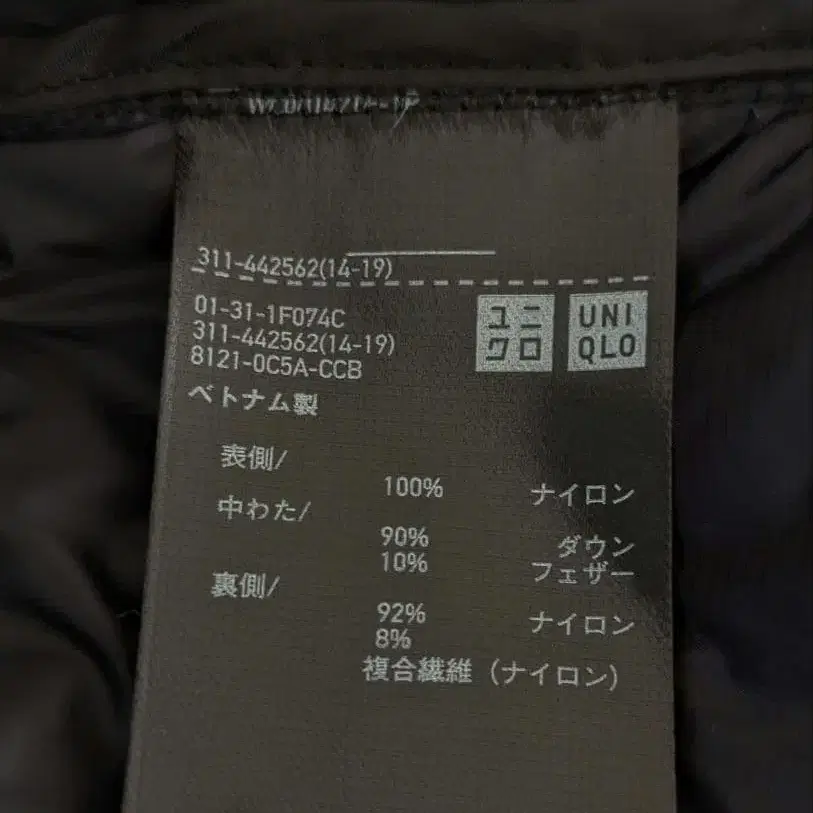 311-442562(14-19)
01-31-1F074C
311-442562(14-19)
8121-0C5A-CCB
ユニ
クロ
UNI
QLO
ベトナム製
表側/
100% ナイロン
中わた/
90% ダウン
10% フェザー
裏側/
92% ナイロン
8%
複合繊維（ナイロン）